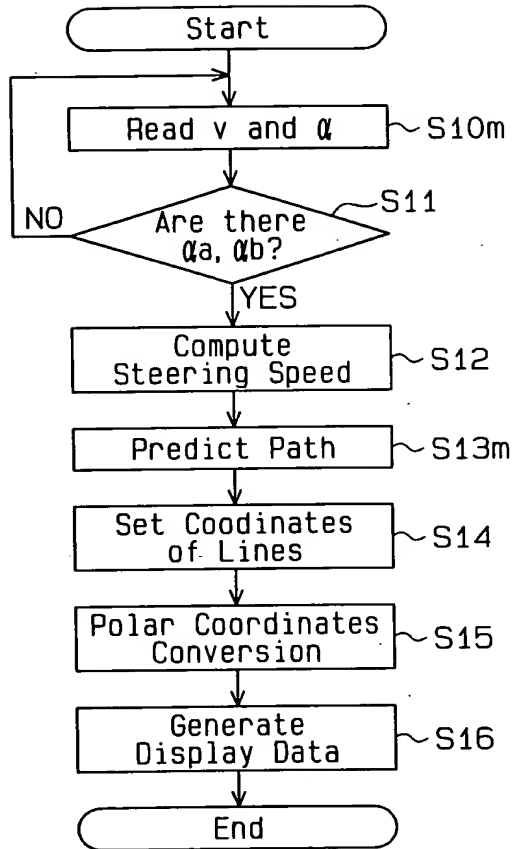 Start
Read v and α
S10m
Are there
αa, αb?
S11
NO
YES
Compute
Steering Speed
S12
Predict Path
S13m
Set Coodinates
of Lines
S14
Polar Coordinates
Conversion
S15
Generate
Display Data
S16
End